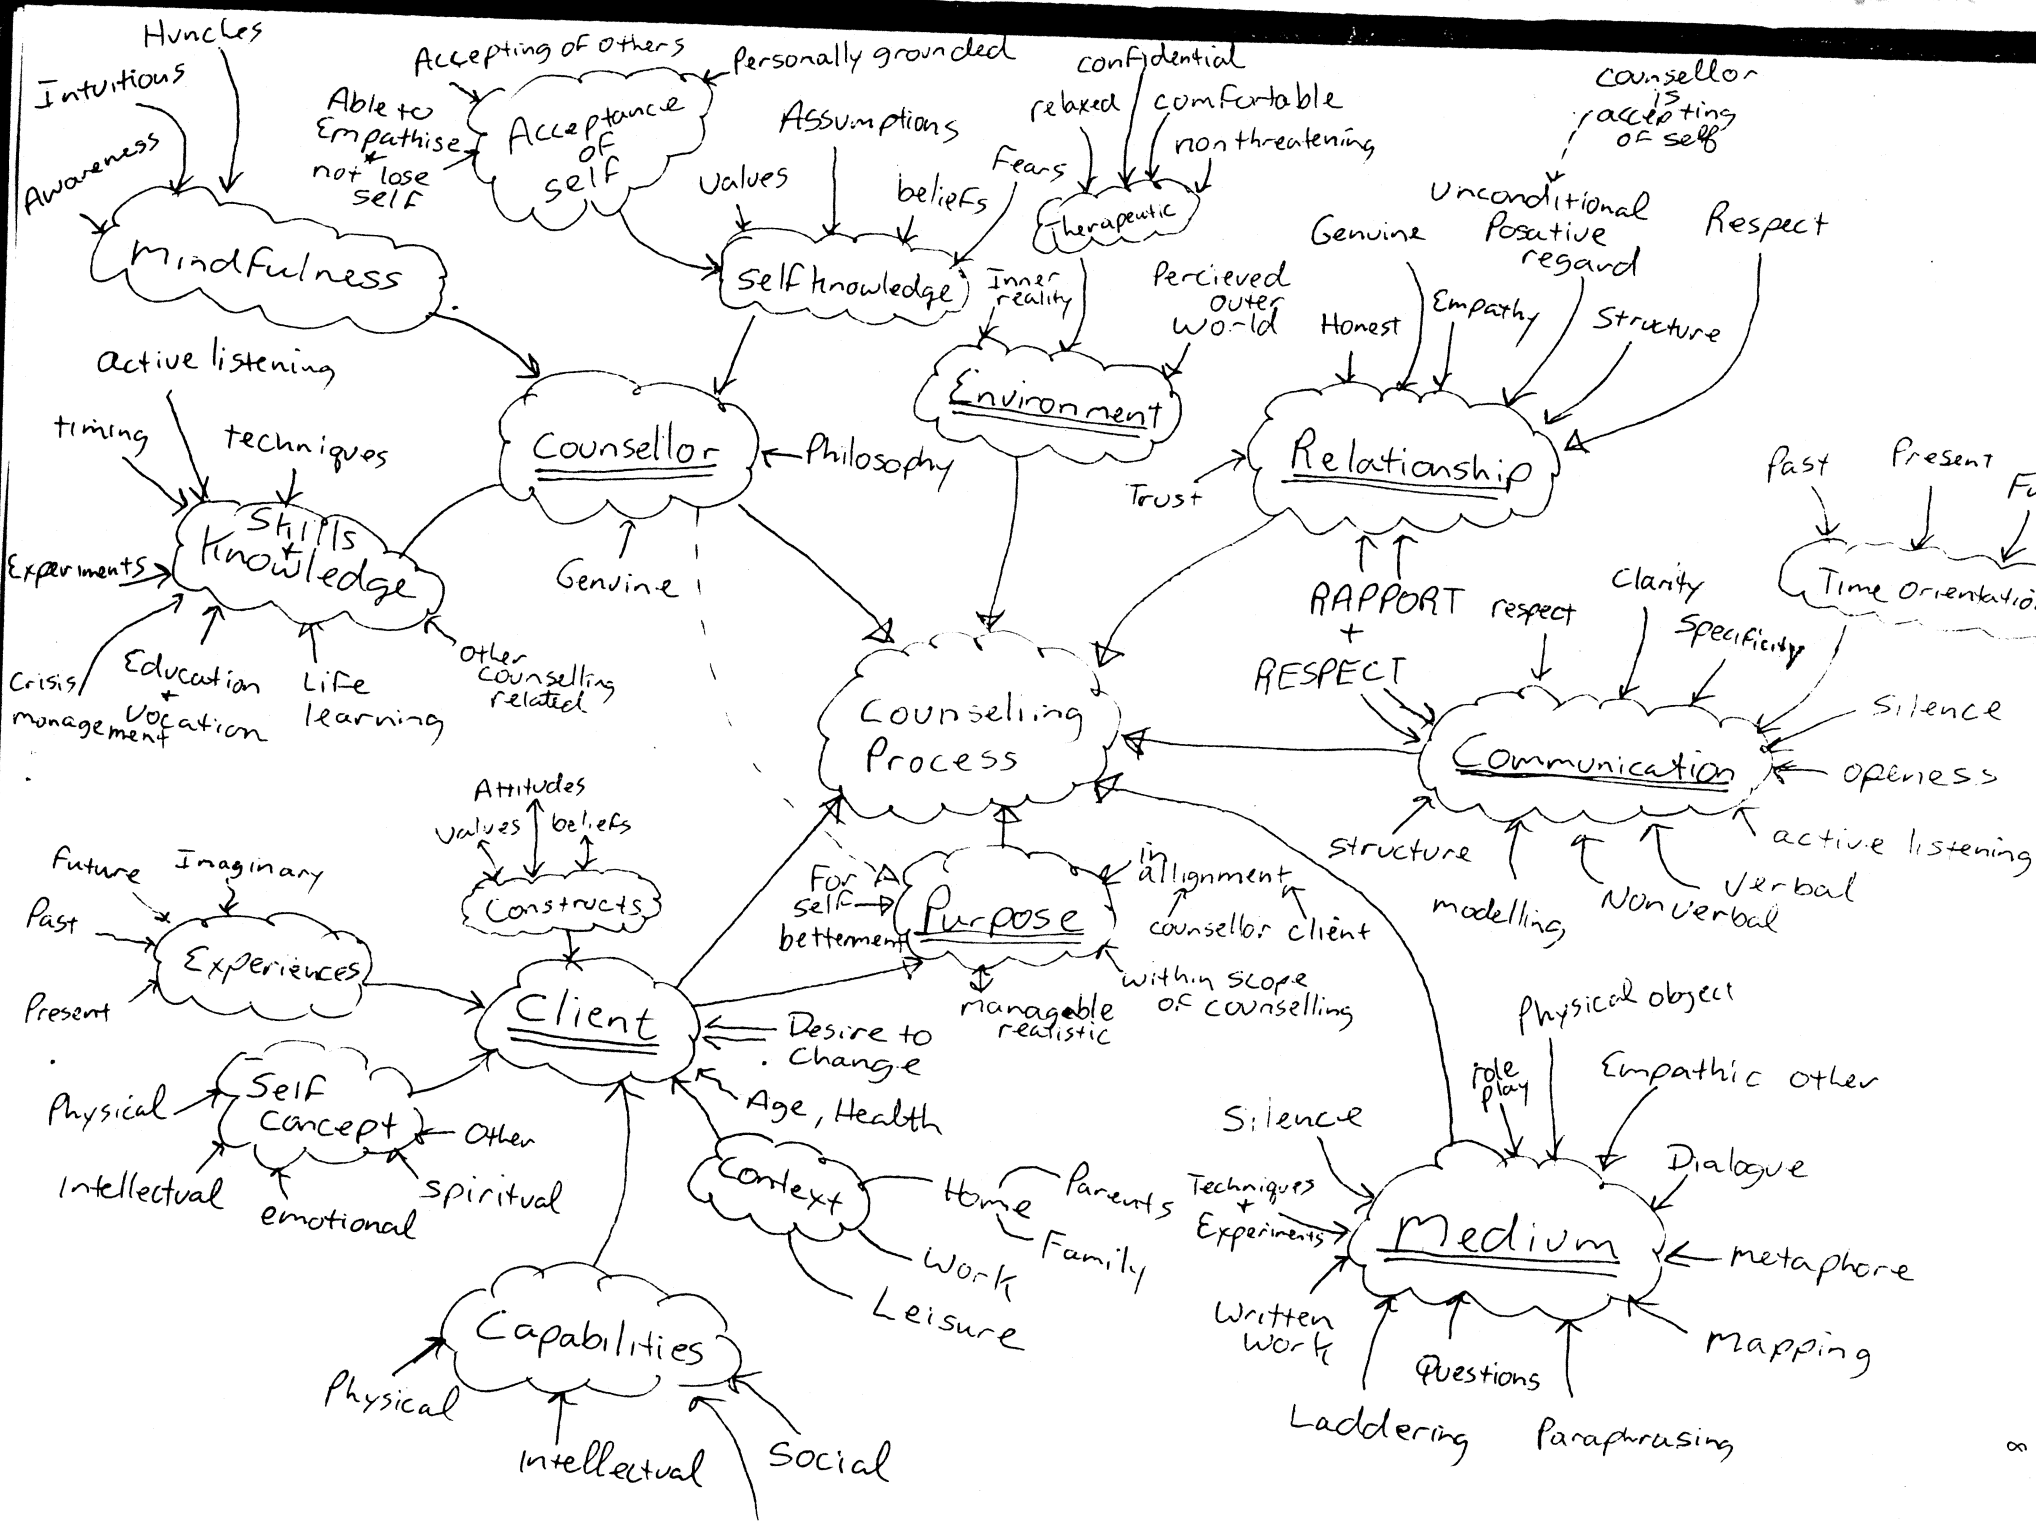 Hunches
Intuitious
Awareness
Mindfulness
Accepting of others
Personally grounded
Able to
Empathise
*
not lose
self
Acceptance
of
self
Assumptions
Values
beliefs
Fears
self knowledge
confidential
relaxed
comfortable
nonthreatening
Therapeutic
Inner
reality
Percieved
outer
world
Environment
counsellor
is
accepting
of self
Unconditional
Posative
regard
Genuine
Respect
Honest
Empathy
Structure
Relationship
Trust
RAPPORT
+
RESPECT
active listening
timing
techniques
Skills
+
Knowledge
Experiments
Crisis
management
Education
+
vocation
Life
learning
Other
counselling
related
Counsellor
Philosophy
Genuine
Past
Present
Fu
Time orientatio
respect
Clarity
Specificity
Silence
openess
active listening
Verbal
Nonverbal
modelling
structure
Communication
Counselling
Process
Attitudes
values
beliefs
Constructs
Future
Imaginary
Past
Present
Experiences
For
self
betterment
Purpose
in
allignment
counsellor client
within scope
of counselling
manageable
realistic
Client
Desire to
Change
Age, Health
Self
concept
Physical
Intellectual
emotional
spiritual
Other
Context
Home
Parents
Family
Work
Leisure
Capabilities
Physical
Intellectual
Social
Physical object
role
play
Empathic other
Silence
Dialogue
Techniques
+
Experiments
Medium
metaphore
Written
work
Mapping
Questions
Laddering
Paraphrasing